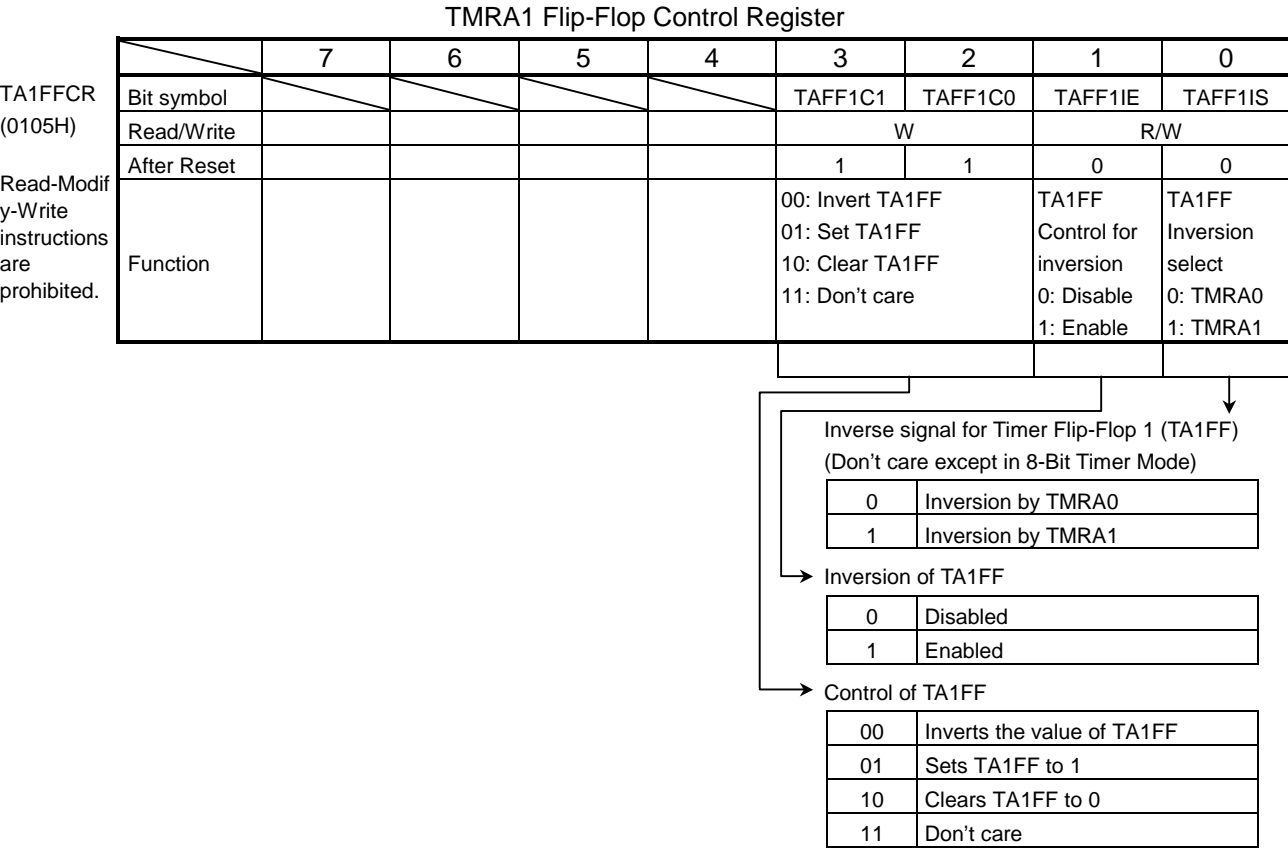 TMRA1 Flip-Flop Control Register
7 6 5 4 3 2 1 0
TA1FFCR
(0105H)
Read-Modif
y-Write
instructions
are
prohibited.
Bit symbol TAFF1C1 TAFF1C0 TAFF1IE TAFF1IS
Read/Write W R/W
After Reset 1 1 0 0
Function
00: Invert TA1FF
01: Set TA1FF
10: Clear TA1FF
11: Don't care
TA1FF
Control for
inversion
0: Disable
1: Enable
TA1FF
Inversion
select
0: TMRA0
1: TMRA1
Inverse signal for Timer Flip-Flop 1 (TA1FF)
(Don't care except in 8-Bit Timer Mode)
0 Inversion by TMRA0
1 Inversion by TMRA1
Inversion of TA1FF
0 Disabled
1 Enabled
Control of TA1FF
00 Inverts the value of TA1FF
01 Sets TA1FF to 1
10 Clears TA1FF to 0
11 Don't care